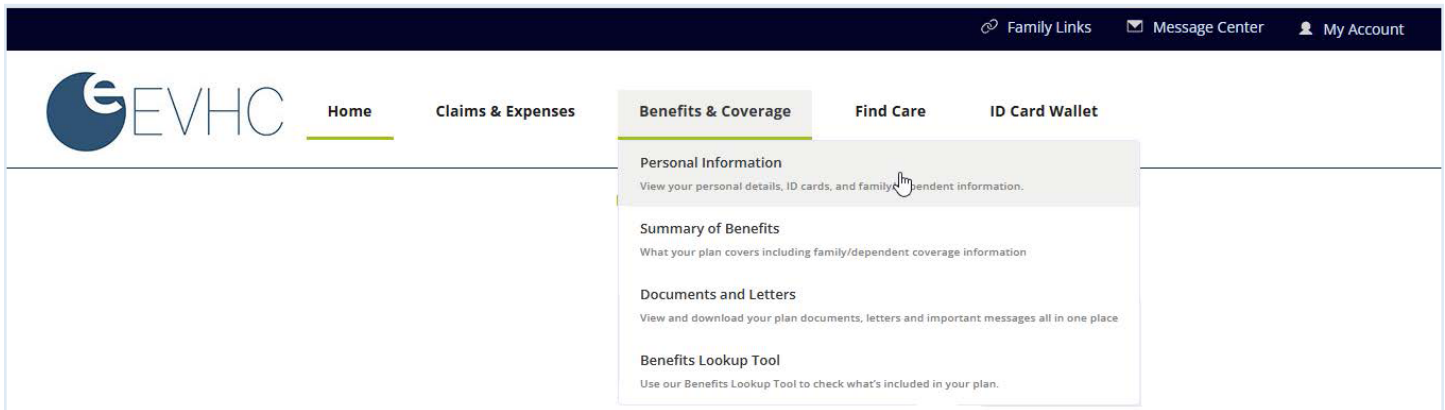 Family Links Message Center My Account
e EVHC Home Claims & Expenses Benefits & Coverage Find Care ID Card Wallet
Personal Information
View your personal details, ID cards, and family/ pendent information.
Summary of Benefits
What your plan covers including family/dependent coverage information
Documents and Letters
View and download your plan documents, letters and important messages all in one place
Benefits Lookup Tool
Use our Benefits Lookup Tool to check what's included in your plan.